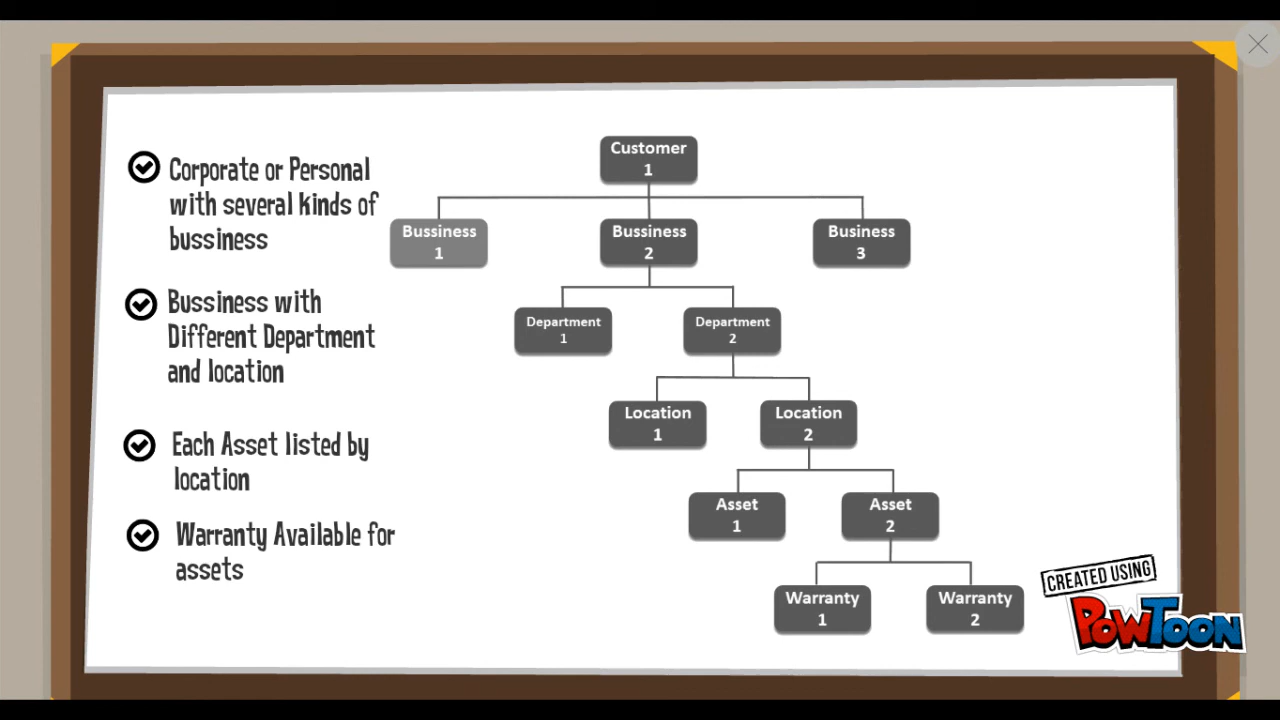 Corporate or Personal
with several kinds of
bussiness
Bussiness with
Different Department
and location
Each Asset listed by
location
Warranty Available for
assets
Customer
1
Bussiness
1
Bussiness
2
Business
3
Department
1
Department
2
Location
1
Location
2
Asset
1
Asset
2
Warranty
1
Warranty
2
CREATED USING
POWTOON